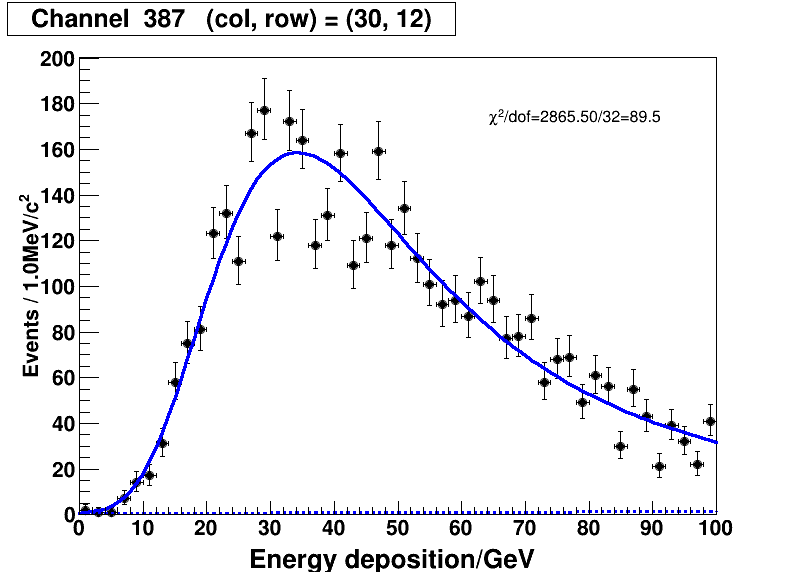 Channel 387 (col, row) = (30, 12)
200
180
160
140
120
100
80
60
40
20
0
Events / 1.0MeV/c²
χ²/dof=2865.50/32=89.5
0 10 20 30 40 50 60 70 80 90 100
Energy deposition/GeV